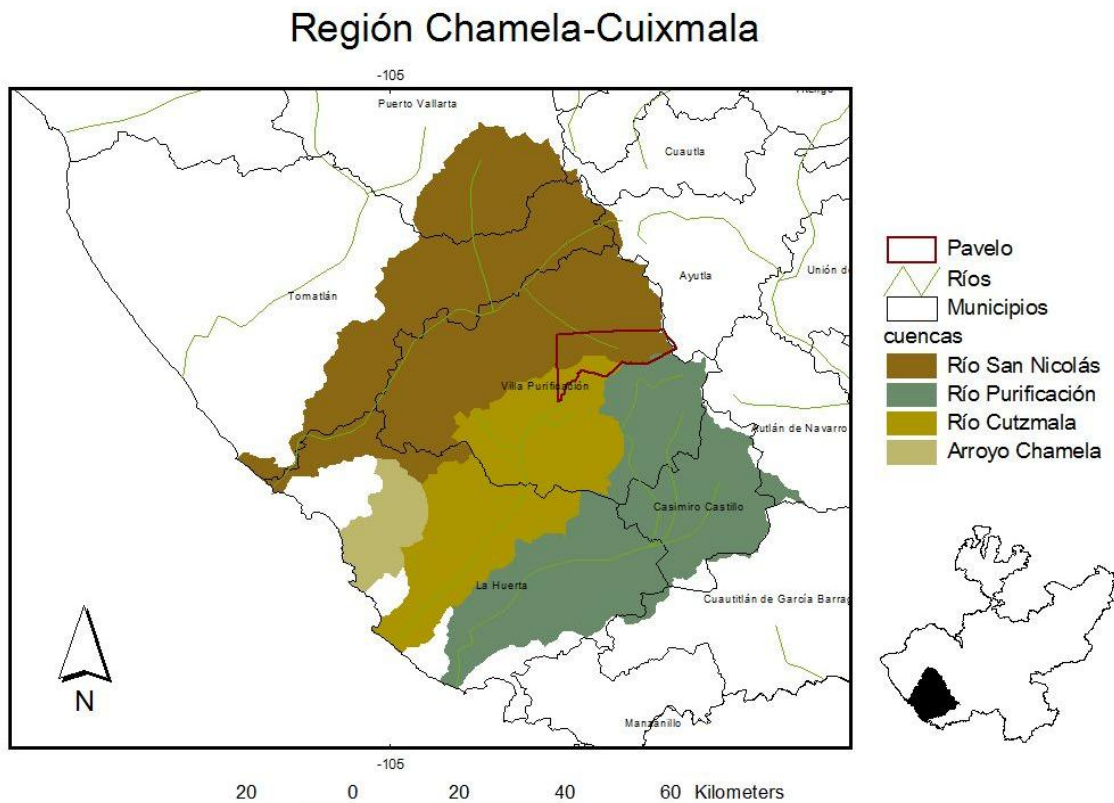 Región Chamela-Cuixmala
-105
Puerto Vallarta
Cuautla
Tomatlán
Ayutla
Unión de
Villa Purificación
Autlán de Navarro
Casimiro Castillo
La Huerta
Cuautitlán de García Barrag
Manzanillo
N
-105
20 0 20 40 60 Kilometers
Pavelo
Ríos
Municipios
cuencas
Río San Nicolás
Río Purificación
Río Cutzmala
Arroyo Chamela